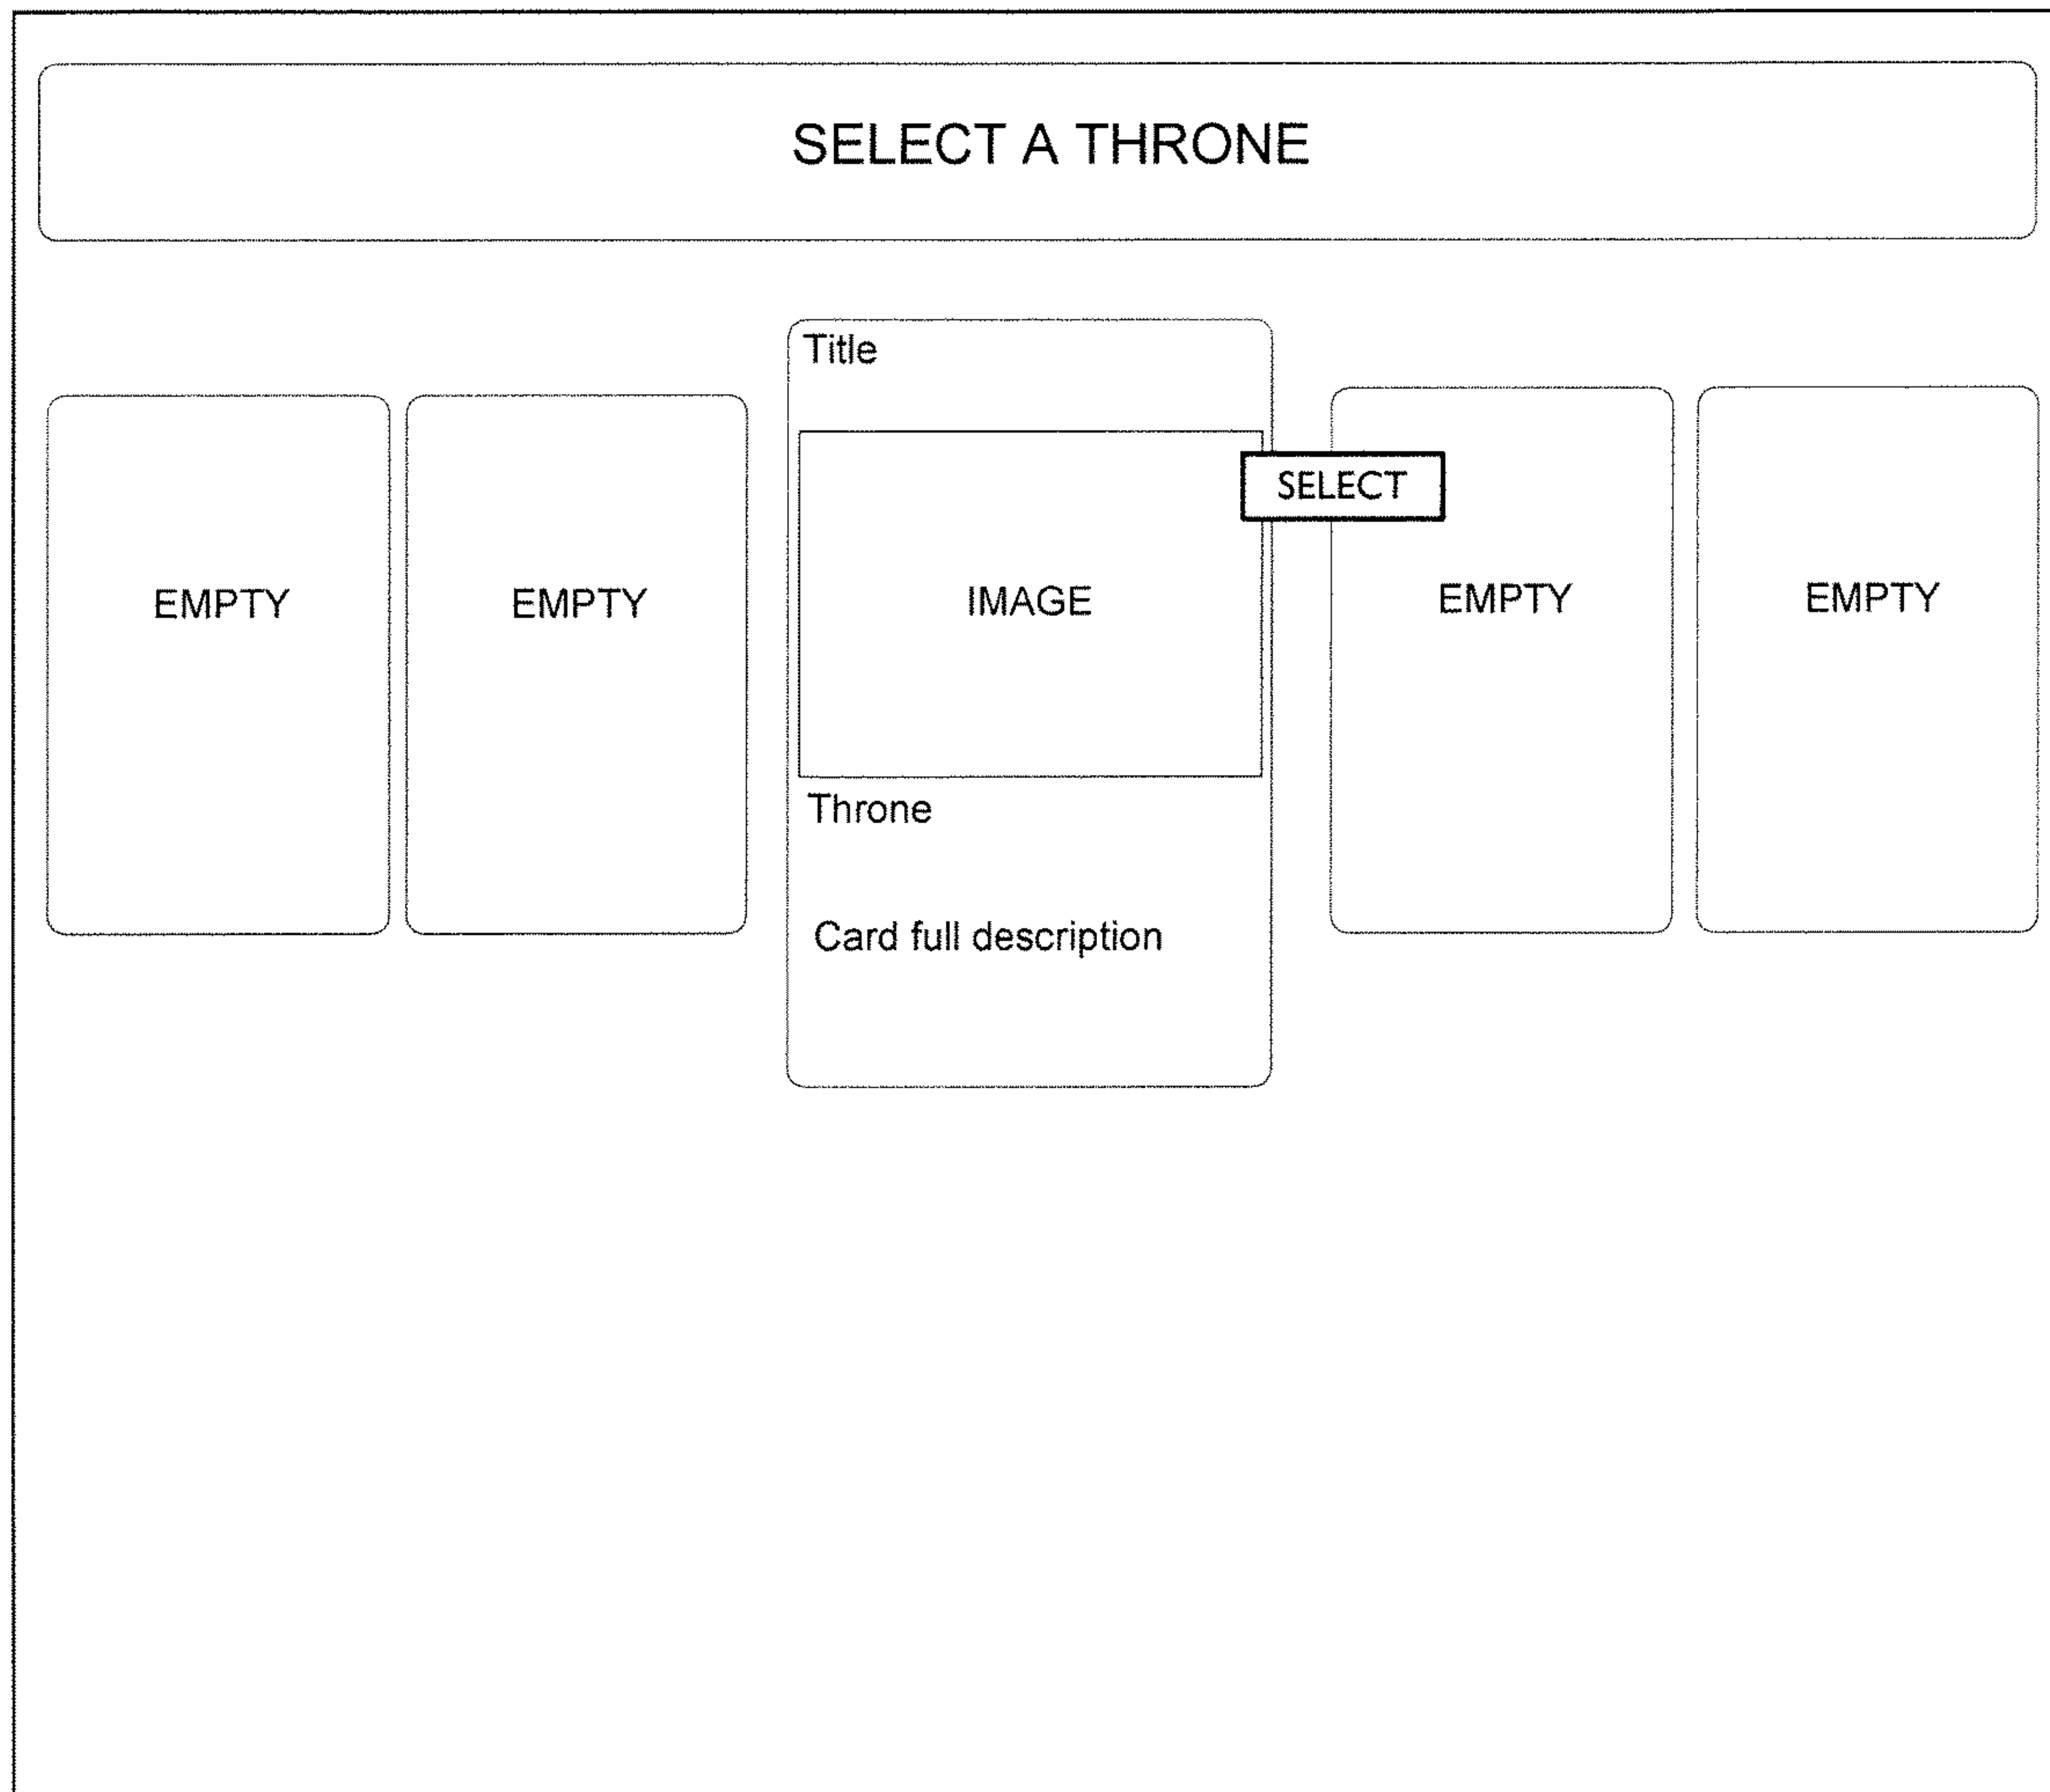 SELECT A THRONE
Title
SELECT
EMPTY
EMPTY
IMAGE
EMPTY
EMPTY
Throne
Card full description